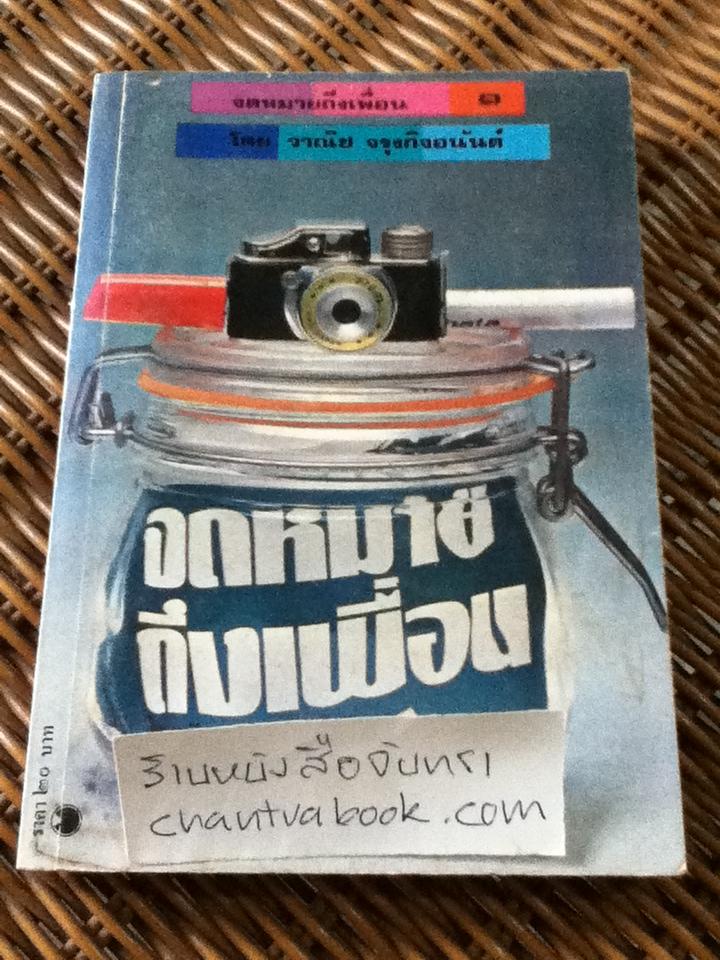 จดหมายถึงเพื่อน ๑
โดย วาณิช จรุงกิจอนันต์
จดหมาย
ถึงเพื่อน
ราคา ๒๐ บาท
ร้านหนังสือจันทรา
chantrabook.com